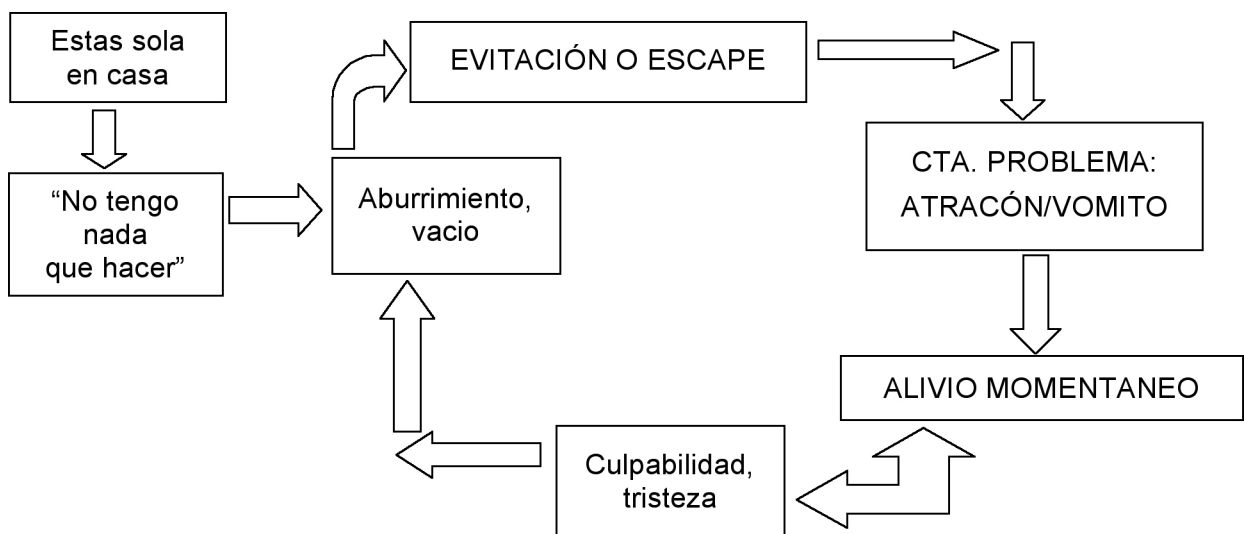 Estas sola
en casa
“No tengo
nada
que hacer”
Aburrimiento,
vacio
EVITACIÓN O ESCAPE
CTA. PROBLEMA:
ATRACÓN/VOMITO
ALIVIO MOMENTANEO
Culpabilidad,
tristeza